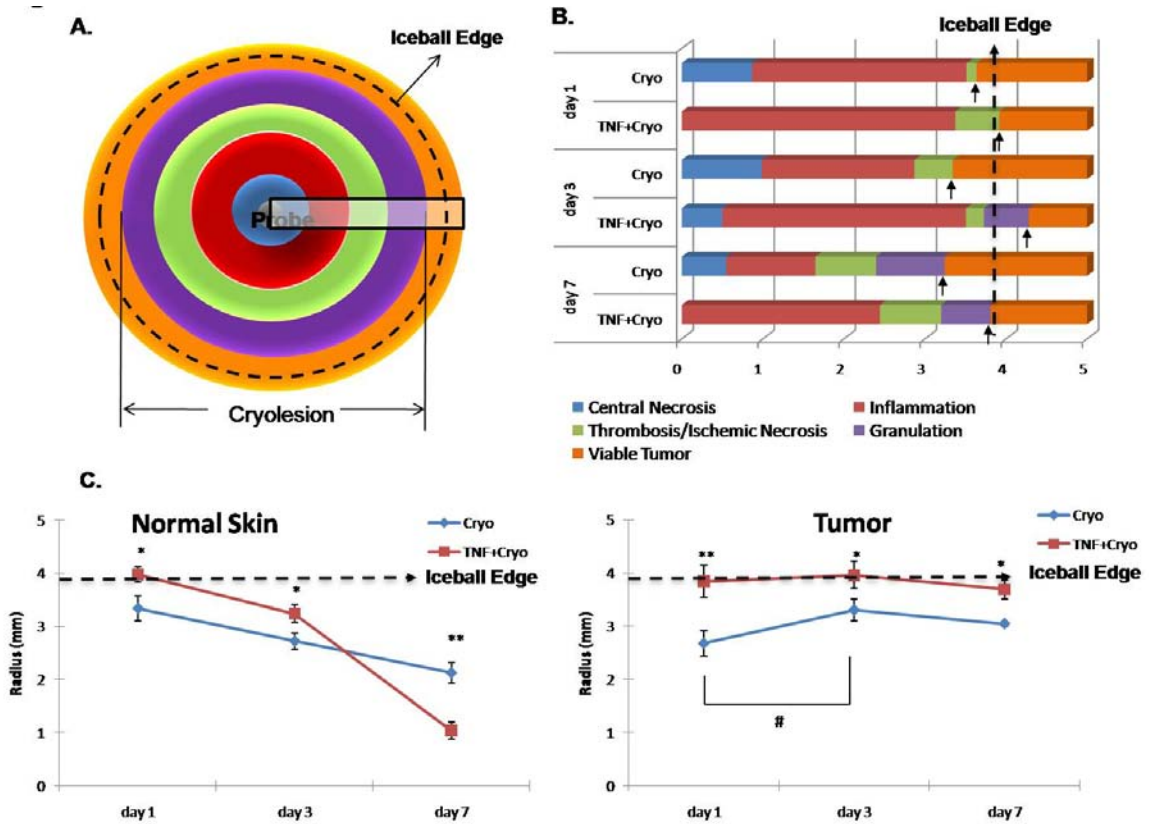 A.
Iceball Edge
Probe
Cryolesion
B.
Iceball Edge
day 1
Cryo
TNF+Cryo
day 3
Cryo
TNF+Cryo
day 7
Cryo
TNF+Cryo
0 1 2 3 4 5
Central Necrosis Inflammation
Thrombosis/Ischemic Necrosis Granulation
Viable Tumor
C.
Normal Skin
Cryo
TNF+Cryo
Iceball Edge
Radius (mm)
5
4
3
2
1
0
* * **
day 1 day 3 day 7
Tumor
Cryo
TNF+Cryo
Iceball Edge
Radius (mm)
5
4
3
2
1
0
** * *
#
day 1 day 3 day 7